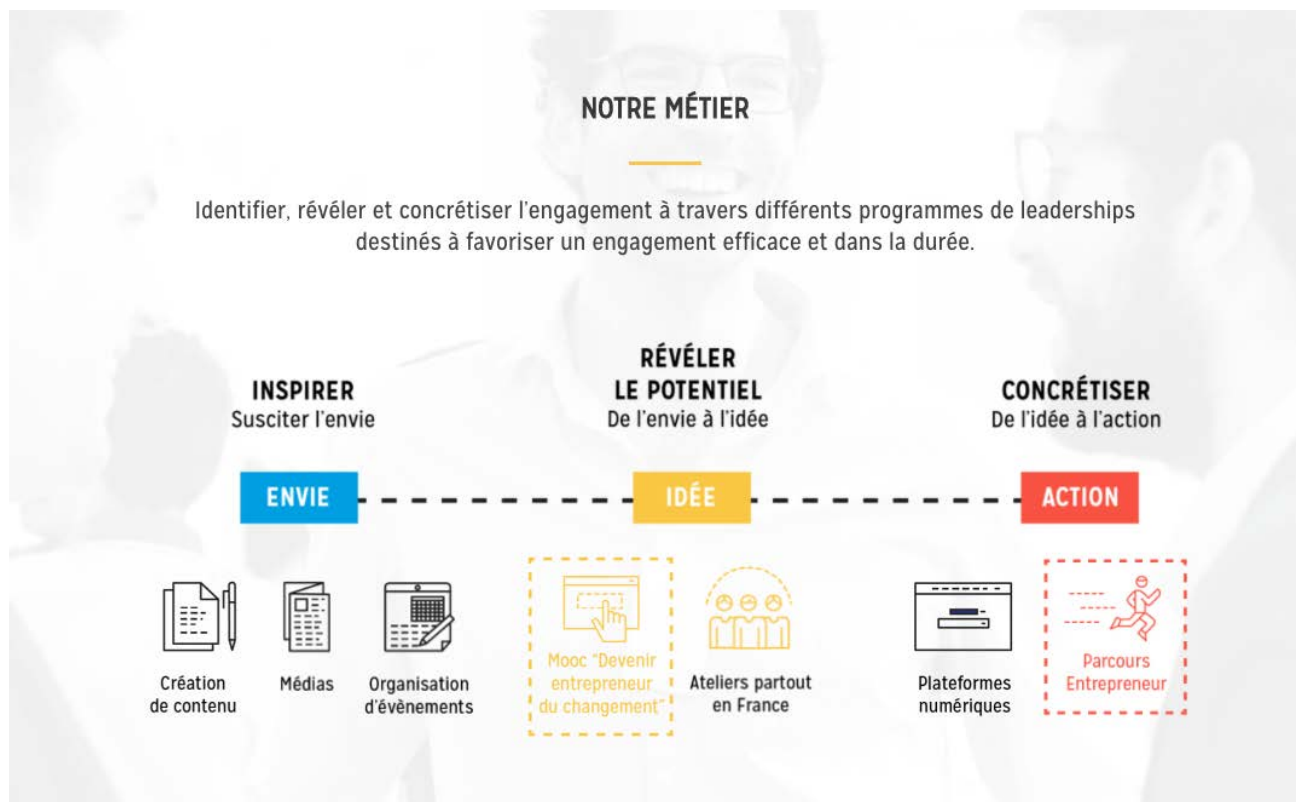 NOTRE MÉTIER
Identifier, révéler et concrétiser l'engagement à travers différents programmes de leaderships
destinés à favoriser un engagement efficace et dans la durée.
INSPIRER
Susciter l'envie
RÉVÉLER
LE POTENTIEL
De l'envie à l'idée
CONCRÉTISER
De l'idée à l'action
ENVIE
IDÉE
ACTION
Création
de contenu
Médias
Organisation
d'évènements
Mooc "Devenir
entrepreneur
du changement"
Ateliers partout
en France
Plateformes
numériques
Parcours
Entrepreneur